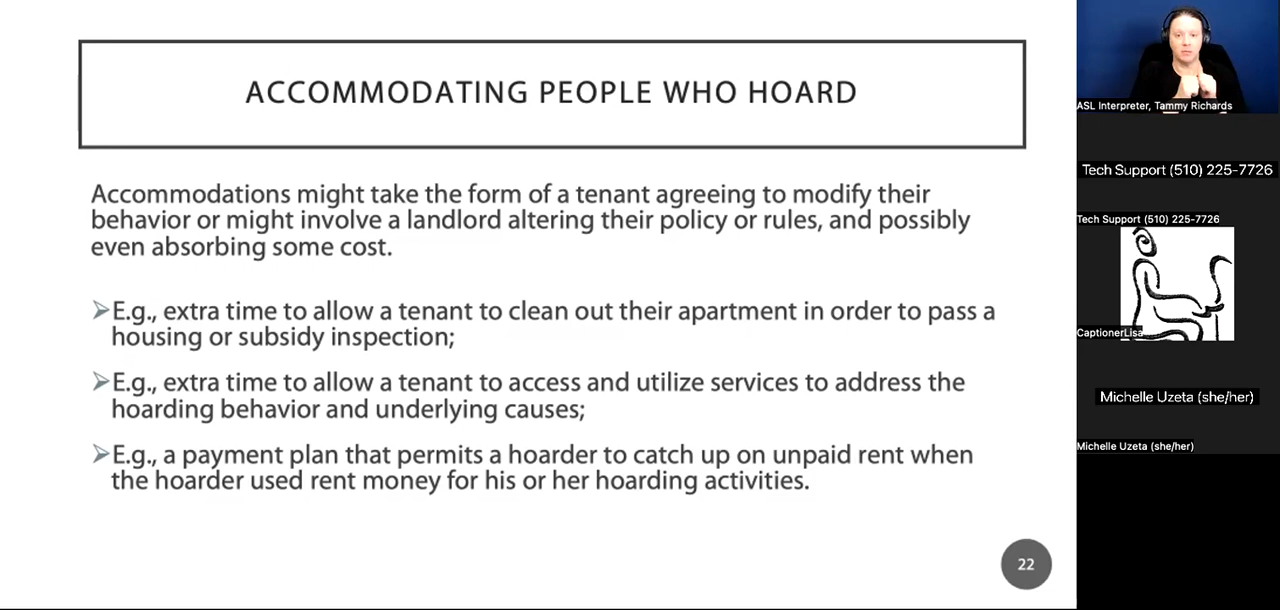 ACCOMMODATING PEOPLE WHO HOARD
Accommodations might take the form of a tenant agreeing to modify their
behavior or might involve a landlord altering their policy or rules, and possibly
even absorbing some cost.
E.g., extra time to allow a tenant to clean out their apartment in order to pass a
housing or subsidy inspection;
E.g., extra time to allow a tenant to access and utilize services to address the
hoarding behavior and underlying causes;
E.g., a payment plan that permits a hoarder to catch up on unpaid rent when
the hoarder used rent money for his or her hoarding activities.
22
ASL Interpreter, Tammy Richards
Tech Support (510) 225-7726
Tech Support (510) 225-7726
CaptionerLisa
Michelle Uzeta (she/her)
Michelle Uzeta (she/her)